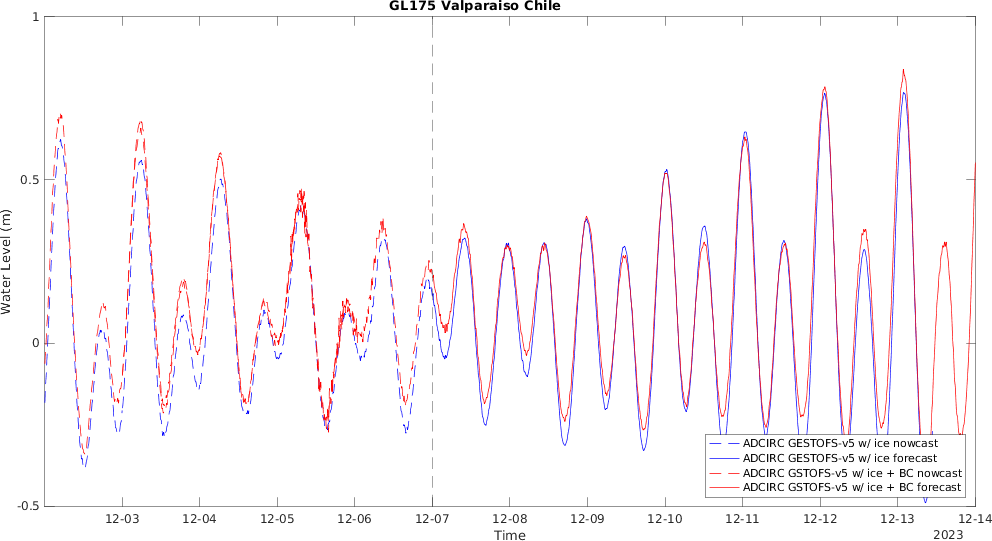 GL175 Valparaiso Chile
1
0.5
0
-0.5
Water Level (m)
ADCIRC GESTOFS-v5 w/ ice nowcast
ADCIRC GESTOFS-v5 w/ ice forecast
ADCIRC GSTOFS-v5 w/ ice + BC nowcast
ADCIRC GSTOFS-v5 w/ ice + BC forecast
12-03 12-04 12-05 12-06 12-07 12-08 12-09 12-10 12-11 12-12 12-13 12-14
Time
2023